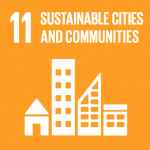 11 SUSTAINABLE CITIES
AND COMMUNITIES